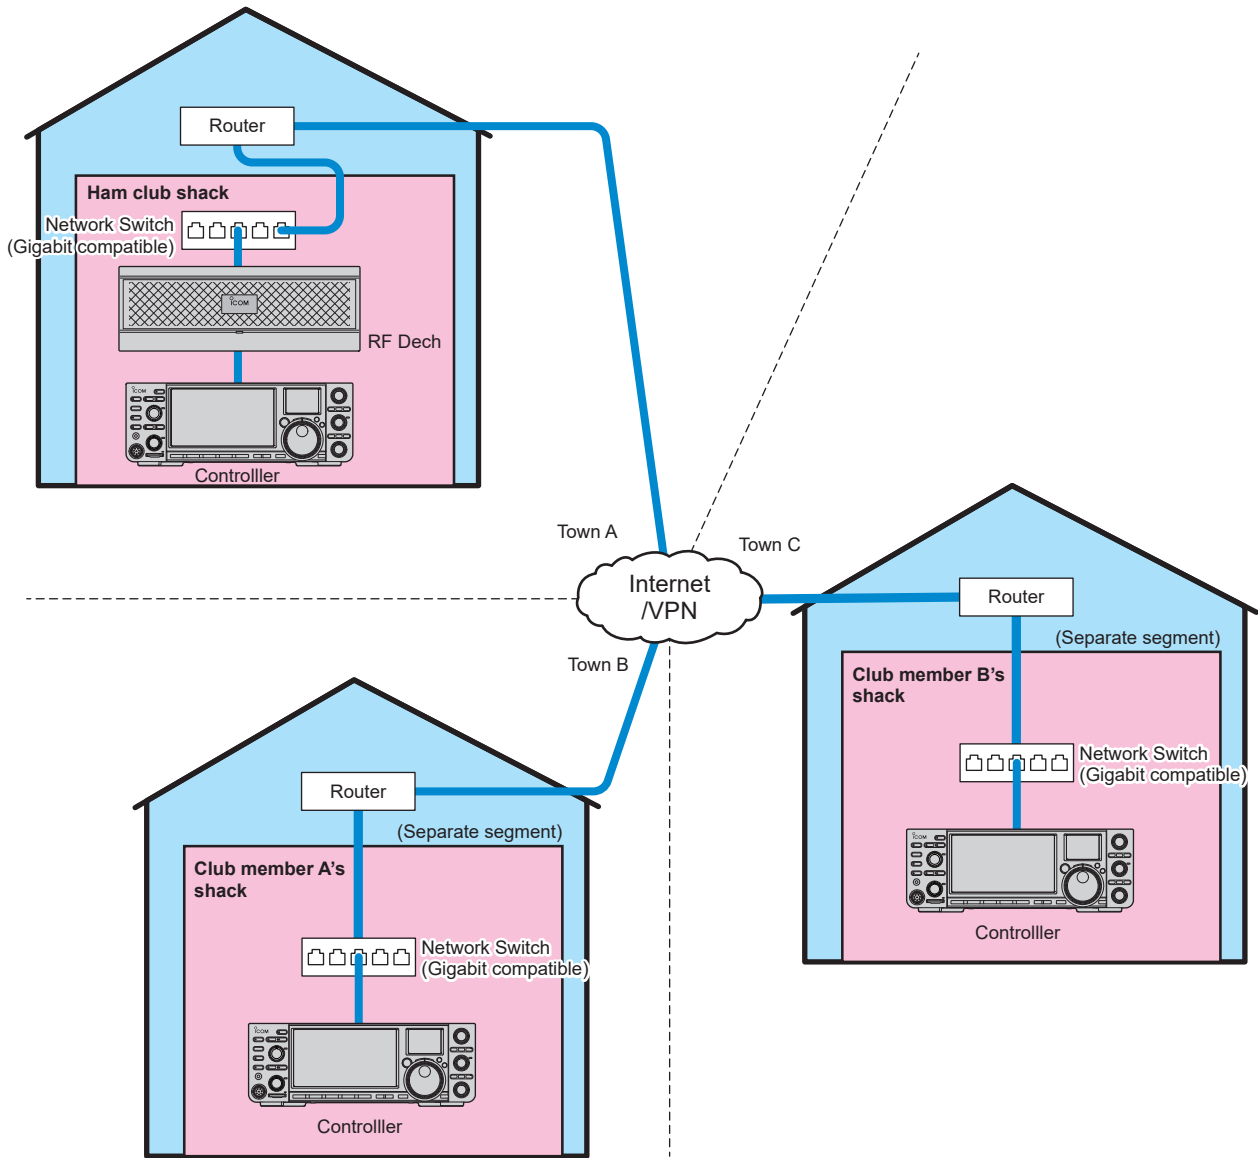 Router
Ham club shack
Network Switch
(Gigabit compatible)
ICOM
RF Dech
ICOM
Controlller
Town A
Town C
Internet
/VPN
Town B
Router
(Separate segment)
Club member B's
shack
Network Switch
(Gigabit compatible)
ICOM
Controlller
Router
(Separate segment)
Club member A's
shack
Network Switch
(Gigabit compatible)
ICOM
Controlller